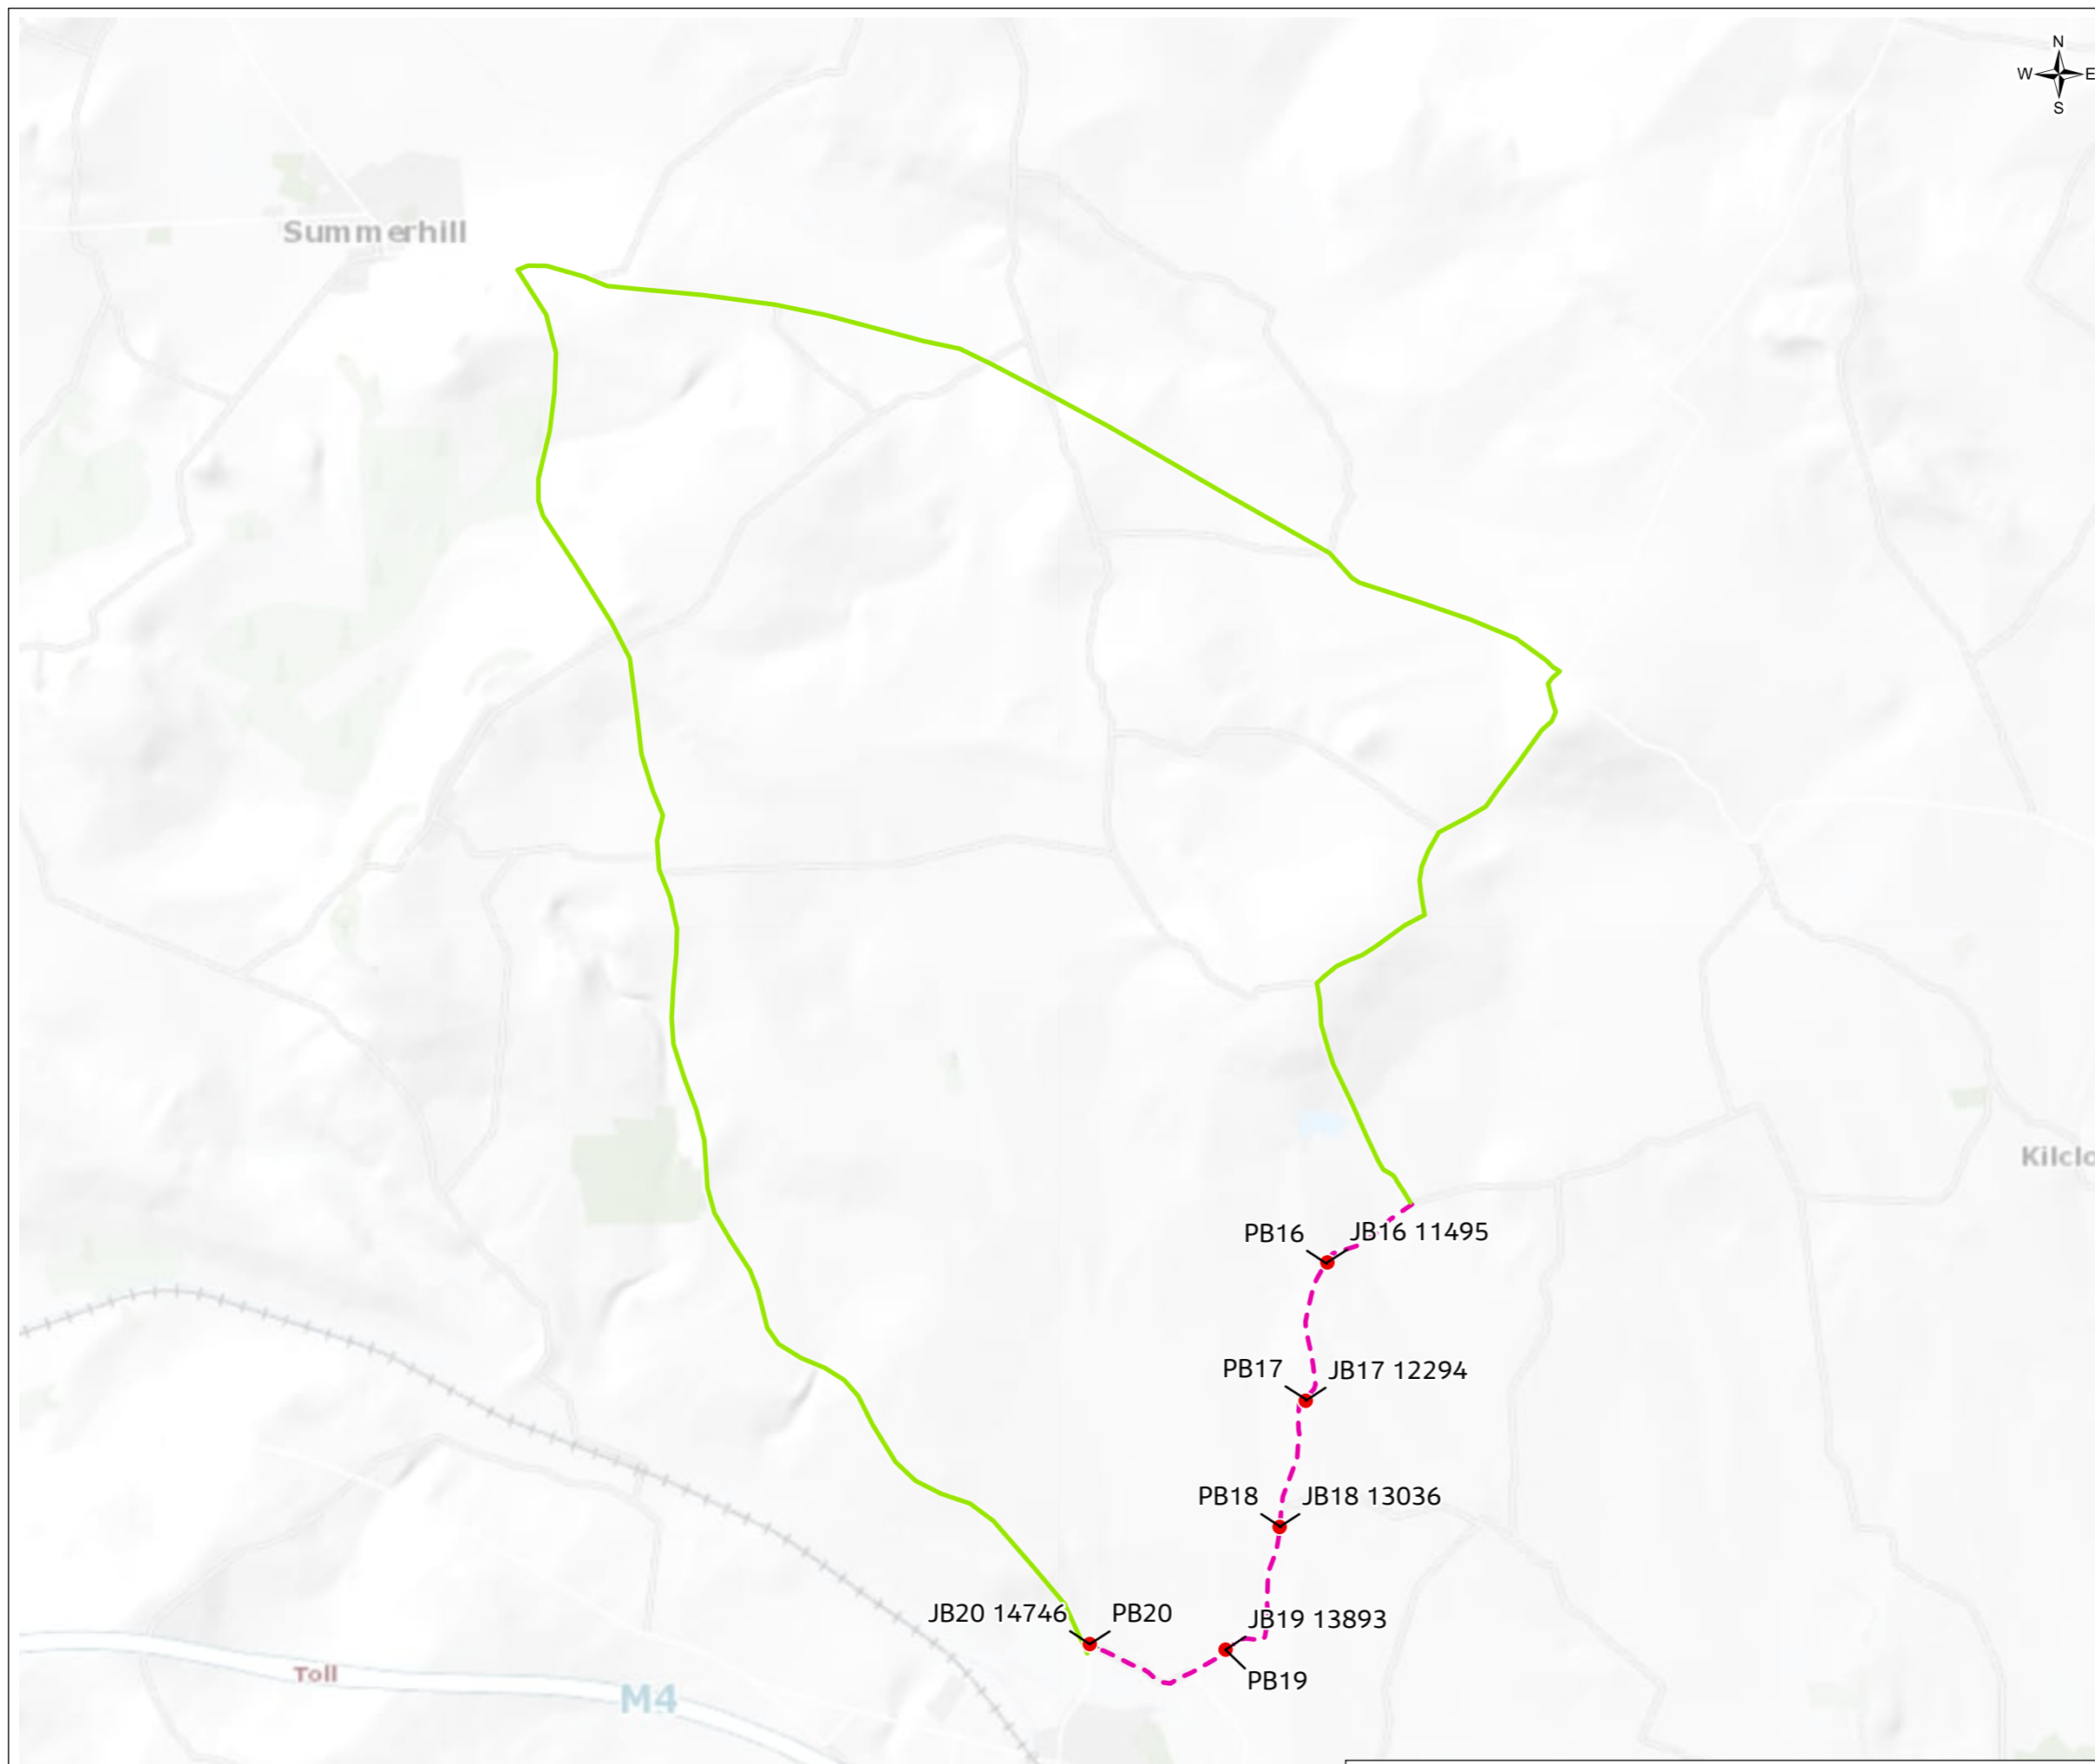 N
W E
S
Summerhill
Kilclo
PB16 JB16 11495
PB17 JB17 12294
PB18 JB18 13036
JB20 14746 PB20 JB19 13893
PB19
Toll
M4